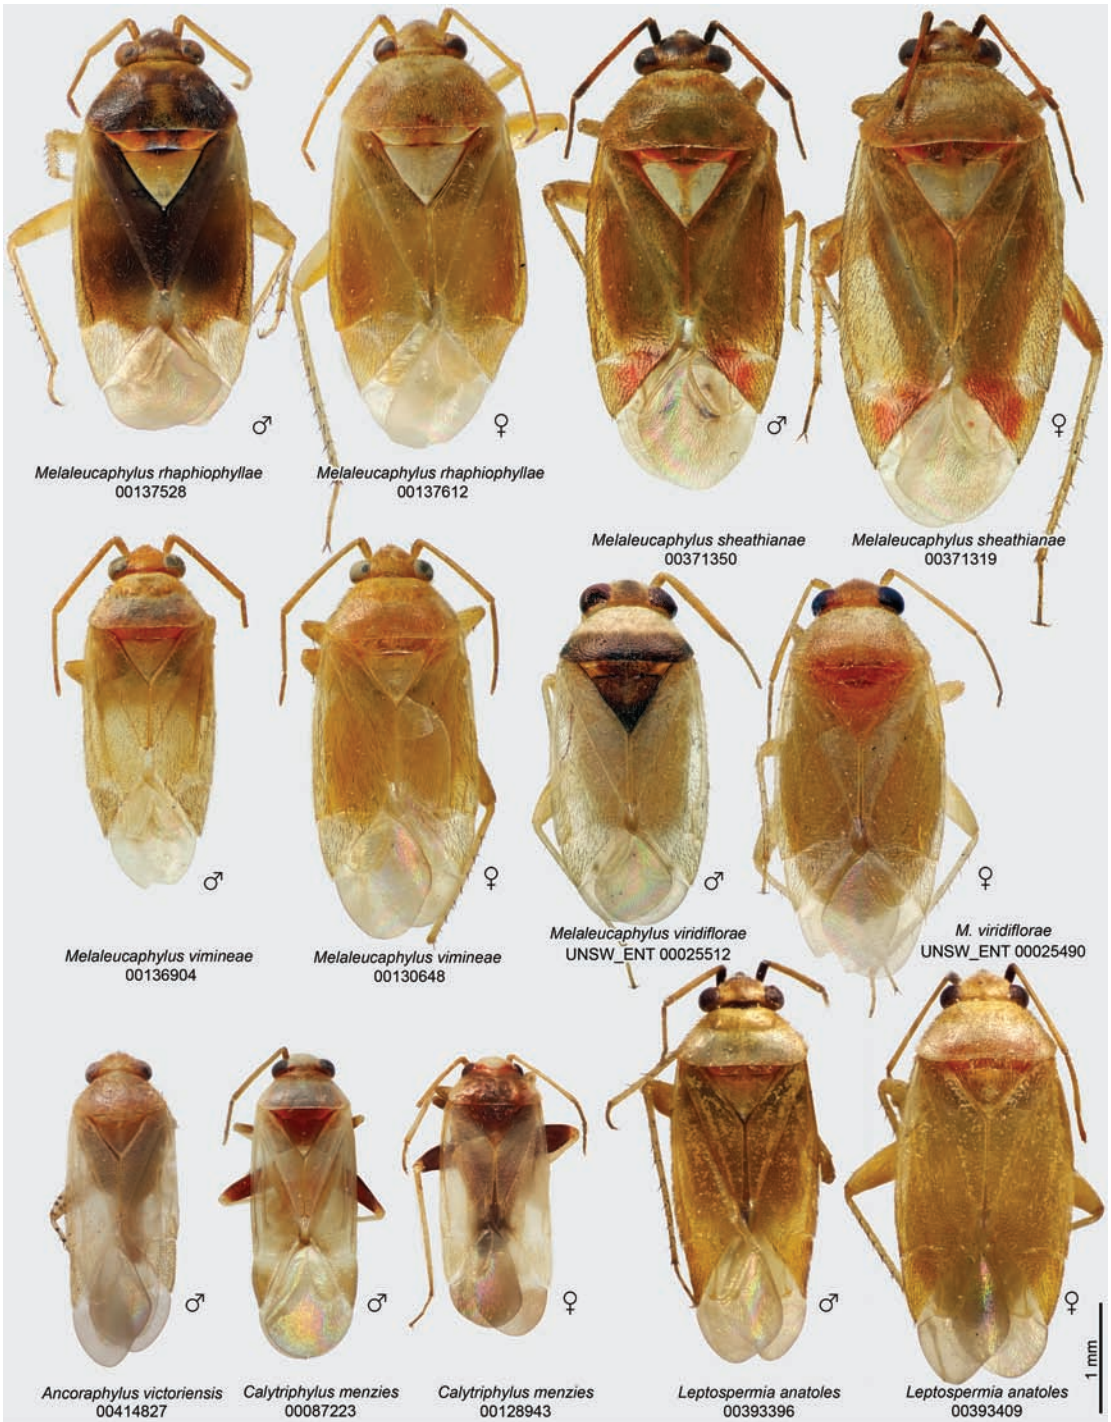 ♂
♀
♂
♀
Melaleucaphylus rhaphiophyllae
00137528
Melaleucaphylus rhaphiophyllae
00137612
Melaleucaphylus sheathianae
00371350
Melaleucaphylus sheathianae
00371319
♂
♀
♂
♀
Melaleucaphylus vimineae
00136904
Melaleucaphylus vimineae
00130648
Melaleucaphylus viridiflorae
UNSW_ENT 00025512
M. viridiflorae
UNSW_ENT 00025490
♂
♂
♀
♂
♀
1 mm
Ancoraphylus victoriensis
00414827
Calytriphylus menzies
00087223
Calytriphylus menzies
00128943
Leptospermia anatoles
00393396
Leptospermia anatoles
00393409